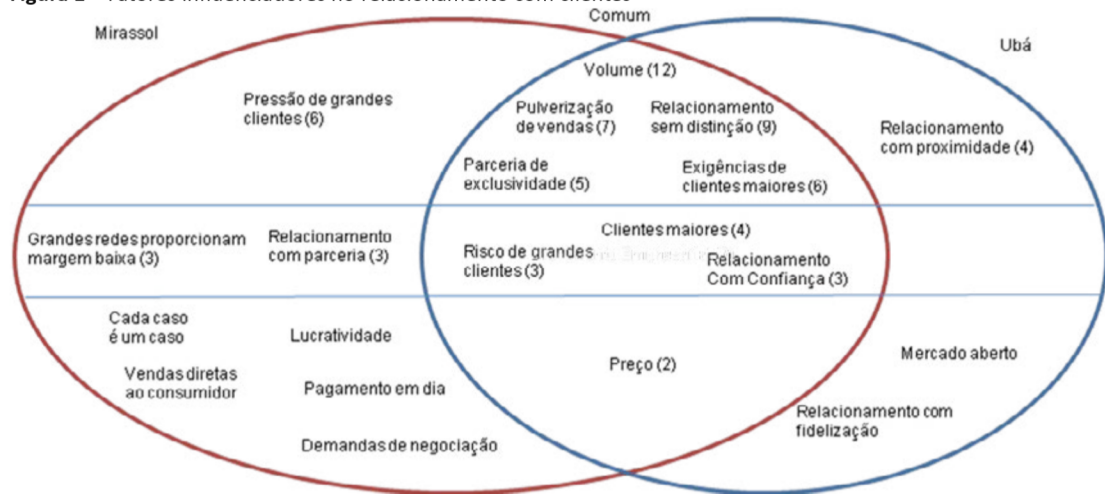 Comum
Mirassol
Ubá
Volume (12)
Pressão de grandes
clientes (6)
Pulverização
de vendas (7)
Relacionamento
sem distinção (9)
Relacionamento
com proximidade (4)
Parceria de
exclusividade (5)
Exigências de
clientes maiores (6)
Grandes redes proporcionam
margem baixa (3)
Relacionamento
com parceria (3)
Clientes maiores (4)
Risco de grandes
clientes (3)
Relacionamento
Com Confiança (3)
Cada caso
é um caso
Lucratividade
Vendas diretas
ao consumidor
Pagamento em dia
Demandas de negociação
Preço (2)
Mercado aberto
Relacionamento com
fidelização